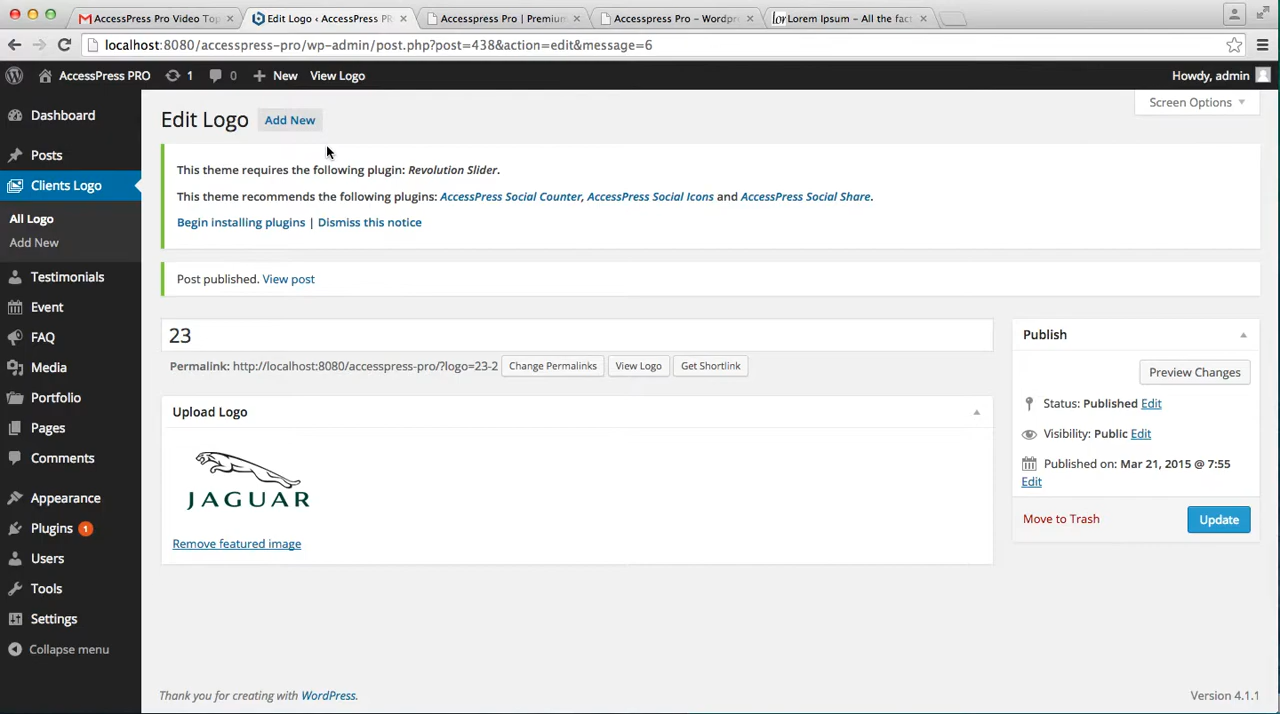 AccessPress Pro Video Top
Edit Logo ‹ AccessPress PR
Accesspress Pro | Premium
Accesspress Pro – Wordpre
Lorem Ipsum – All the fac
localhost:8080/accesspress-pro/wp-admin/post.php?post=438&action=edit&message=6
AccessPress PRO 1 0 New View Logo Howdy, admin
Screen Options
Dashboard
Posts
Clients Logo
All Logo
Add New
Testimonials
Event
FAQ
Media
Portfolio
Pages
Comments
Appearance
Plugins 1
Users
Tools
Settings
Collapse menu
Edit Logo Add New
This theme requires the following plugin: Revolution Slider.
This theme recommends the following plugins: AccessPress Social Counter, AccessPress Social Icons and AccessPress Social Share.
Begin installing plugins | Dismiss this notice
Post published. View post
23
Permalink: http://localhost:8080/accesspress-pro/?logo=23-2 Change Permalinks View Logo Get Shortlink
Upload Logo
JAGUAR
Remove featured image
Publish
Preview Changes
Status: Published Edit
Visibility: Public Edit
Published on: Mar 21, 2015 @ 7:55
Edit
Move to Trash Update
Thank you for creating with WordPress.
Version 4.1.1